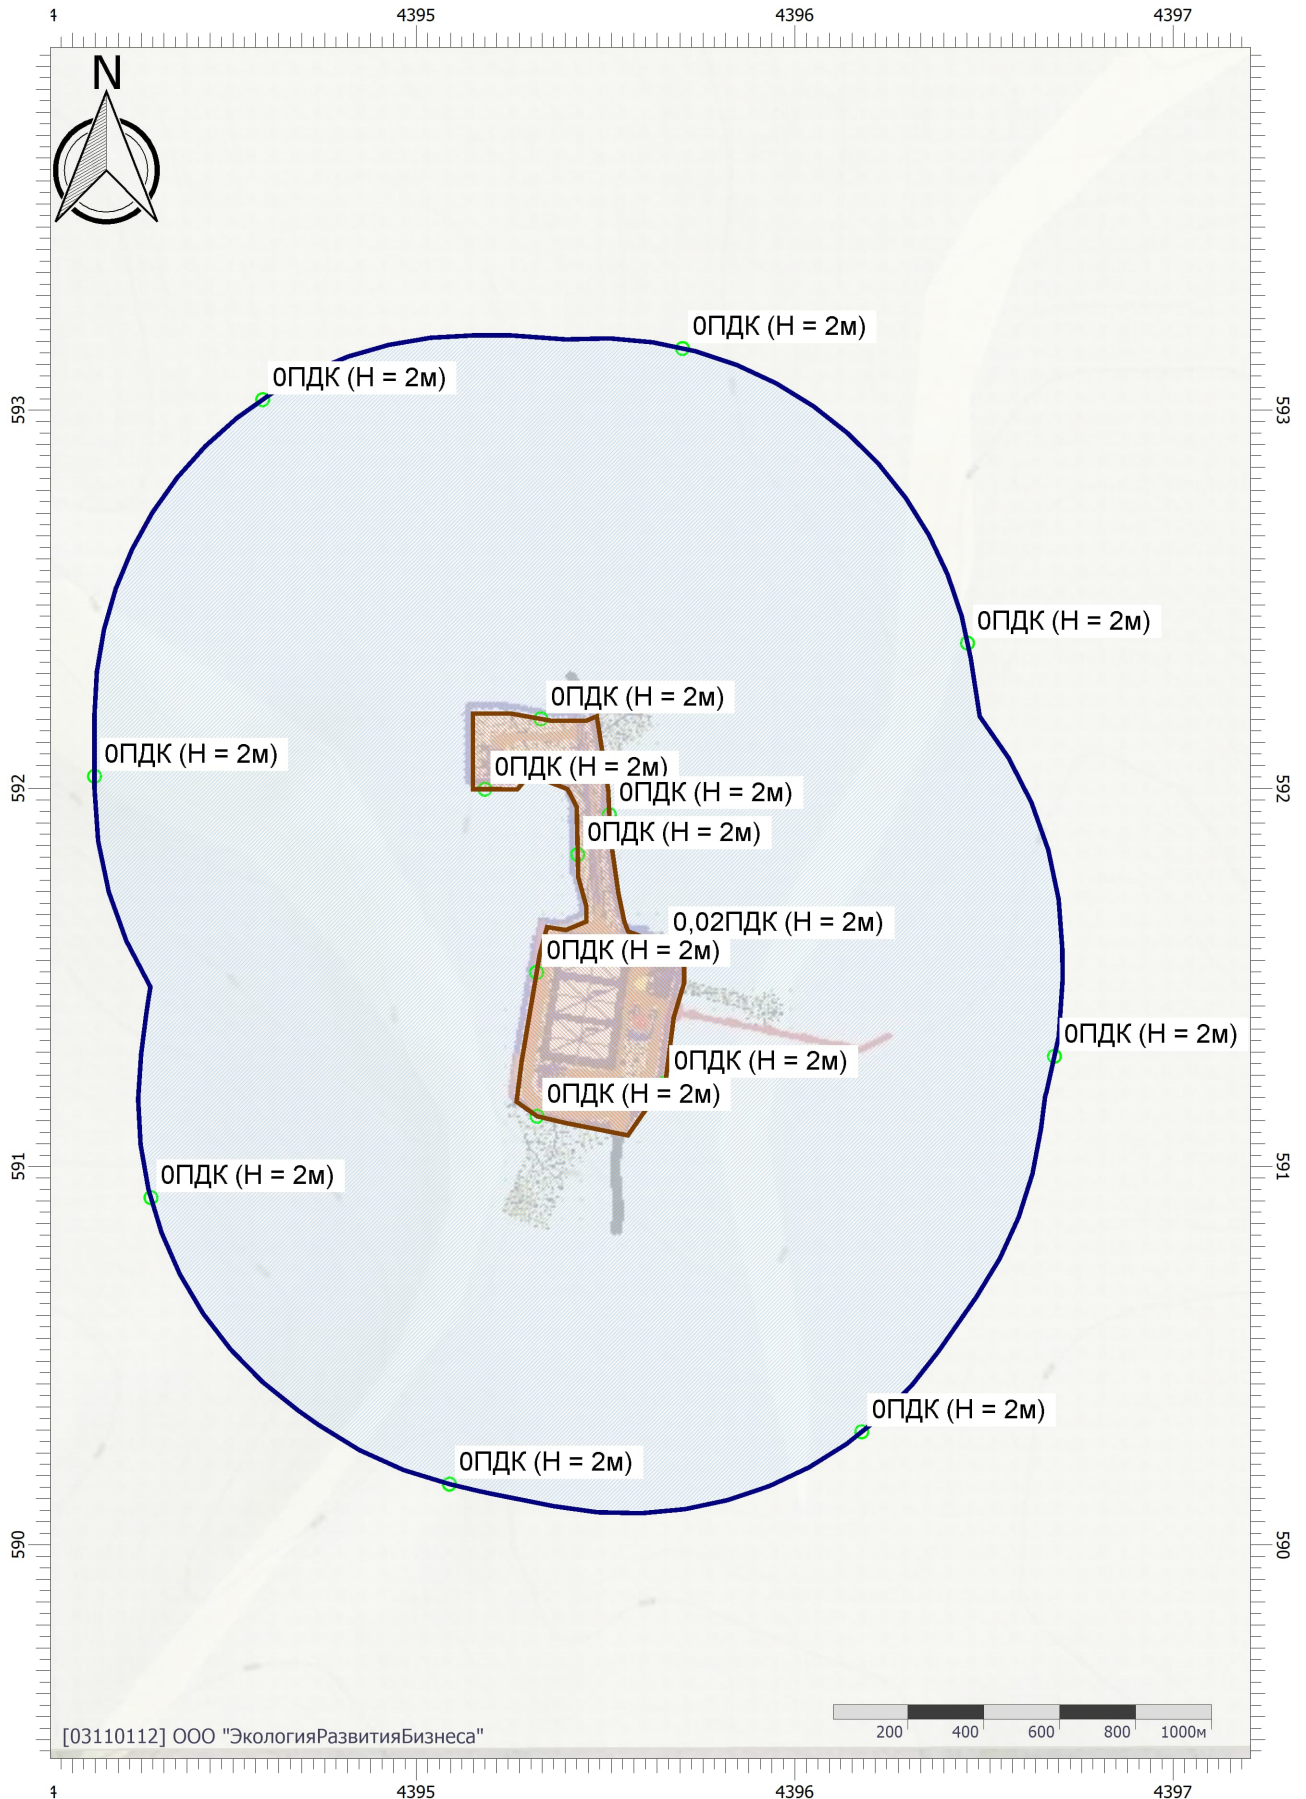 4 4395 4396 4397
N
0ПДК (Н = 2м)
0ПДК (Н = 2м)
593 593
0ПДК (Н = 2м)
0ПДК (Н = 2м)
0ПДК (Н = 2м)
0ПДК (Н = 2м)
592 592
0ПДК (Н = 2м)
0ПДК (Н = 2м)
0,02ПДК (Н = 2м)
0ПДК (Н = 2м)
0ПДК (Н = 2м)
0ПДК (Н = 2м)
0ПДК (Н = 2м)
591 591
0ПДК (Н = 2м)
0ПДК (Н = 2м)
0ПДК (Н = 2м)
590 590
200 400 600 800 1000м
[03110112] ООО "ЭкологияРазвитияБизнеса"
4 4395 4396 4397